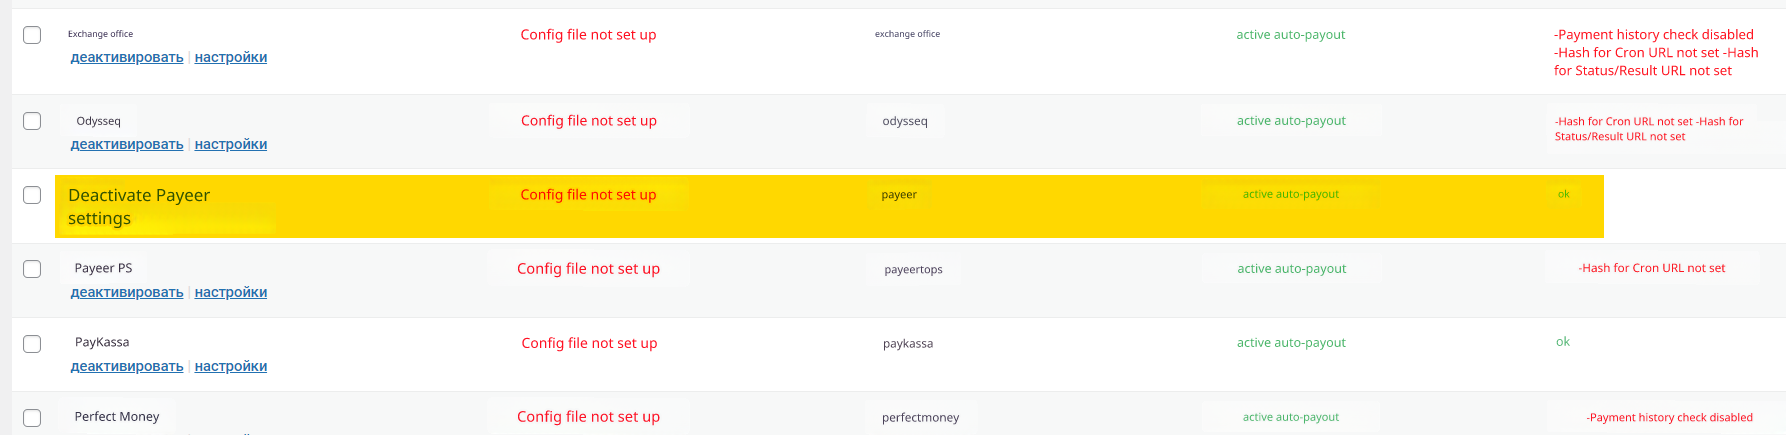 Exchange office Config file not set up exchange office active auto-payout -Payment history check disabled
-Hash for Cron URL not set -Hash
for Status/Result URL not set
деактивировать | настройки
Odysseq Config file not set up odysseq active auto-payout -Hash for Cron URL not set -Hash for
Status/Result URL not set
деактивировать | настройки
Deactivate Payeer Config file not set up payeer active auto-payout ok
settings
Payeer PS Config file not set up payeertops active auto-payout -Hash for Cron URL not set
деактивировать | настройки
PayKassa Config file not set up paykassa active auto-payout ok
деактивировать | настройки
Perfect Money Config file not set up perfectmoney active auto-payout -Payment history check disabled